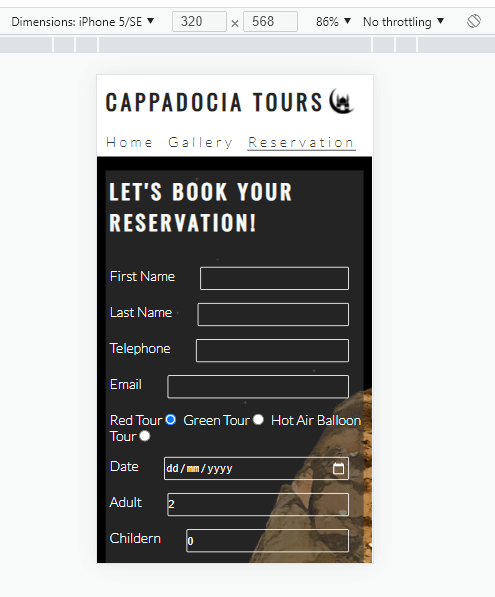 Dimensions: iPhone 5/SE ▼ 320 × 568 86% ▼ No throttling ▼
CAPPADOCIA TOURS
Home Gallery Reservation
LET'S BOOK YOUR
RESERVATION!
First Name
Last Name
Telephone
Email
Red Tour Green Tour Hot Air Balloon
Tour
Date dd/mm/yyyy
Adult 2
Childern 0